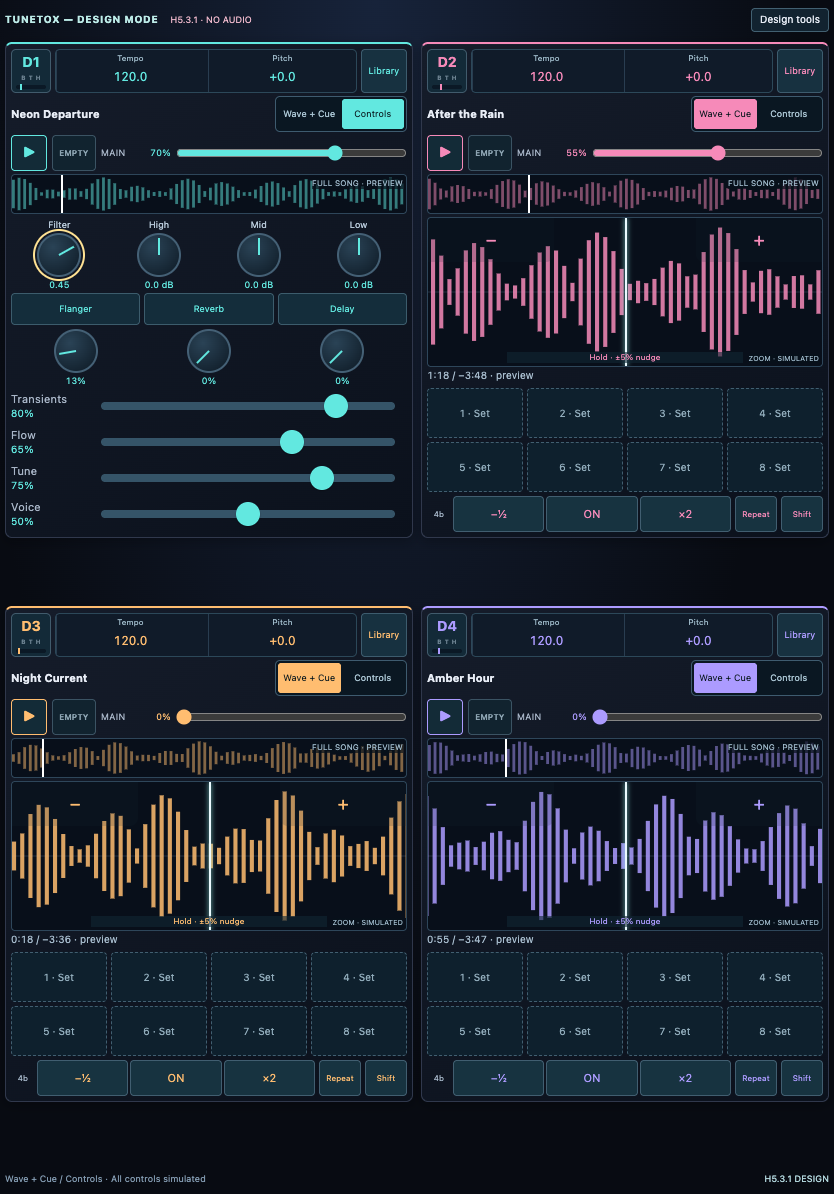 TUNETOX — DESIGN MODE H5.3.1 · NO AUDIO Design tools
D1 B T H Tempo 120.0 Pitch +0.0 Library
Neon Departure Wave + Cue Controls
EMPTY MAIN 70%
FULL SONG · PREVIEW
Filter High Mid Low
0.45 0.0 dB 0.0 dB 0.0 dB
Flanger Reverb Delay
13% 0% 0%
Transients
80%
Flow
65%
Tune
75%
Voice
50%
D2 B T H Tempo 120.0 Pitch +0.0 Library
After the Rain Wave + Cue Controls
EMPTY MAIN 55%
FULL SONG · PREVIEW
− +
Hold · ±5% nudge ZOOM · SIMULATED
1:18 / −3:48 · preview
1 · Set 2 · Set 3 · Set 4 · Set
5 · Set 6 · Set 7 · Set 8 · Set
4b −½ ON ×2 Repeat Shift
D3 B T H Tempo 120.0 Pitch +0.0 Library
Night Current Wave + Cue Controls
EMPTY MAIN 0%
FULL SONG · PREVIEW
− +
Hold · ±5% nudge ZOOM · SIMULATED
0:18 / −3:36 · preview
1 · Set 2 · Set 3 · Set 4 · Set
5 · Set 6 · Set 7 · Set 8 · Set
4b −½ ON ×2 Repeat Shift
D4 B T H Tempo 120.0 Pitch +0.0 Library
Amber Hour Wave + Cue Controls
EMPTY MAIN 0%
FULL SONG · PREVIEW
− +
Hold · ±5% nudge ZOOM · SIMULATED
0:55 / −3:47 · preview
1 · Set 2 · Set 3 · Set 4 · Set
5 · Set 6 · Set 7 · Set 8 · Set
4b −½ ON ×2 Repeat Shift
Wave + Cue / Controls · All controls simulated H5.3.1 DESIGN